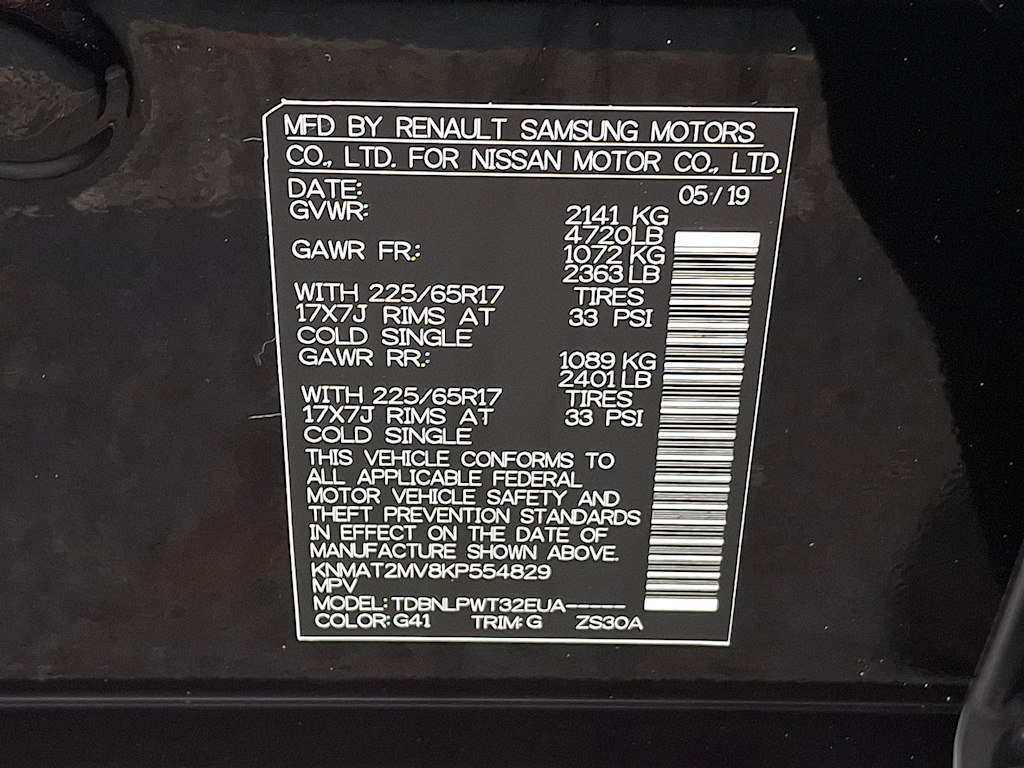 MFD BY RENAULT SAMSUNG MOTORS
CO., LTD. FOR NISSAN MOTOR CO., LTD.
DATE: 05/19
GVWR: 2141 KG
4720LB
GAWR FR: 1072 KG
2363 LB
WITH 225/65R17 TIRES
17X7J RIMS AT 33 PSI
COLD SINGLE
GAWR RR: 1089 KG
2401 LB
WITH 225/65R17 TIRES
17X7J RIMS AT 33 PSI
COLD SINGLE
THIS VEHICLE CONFORMS TO
ALL APPLICABLE FEDERAL
MOTOR VEHICLE SAFETY AND
THEFT PREVENTION STANDARDS
IN EFFECT ON THE DATE OF
MANUFACTURE SHOWN ABOVE.
KNMAT2MV8KP554829
MPV
MODEL: TDBNLPWT32EUA-----
COLOR: G41 TRIM: G ZS30A